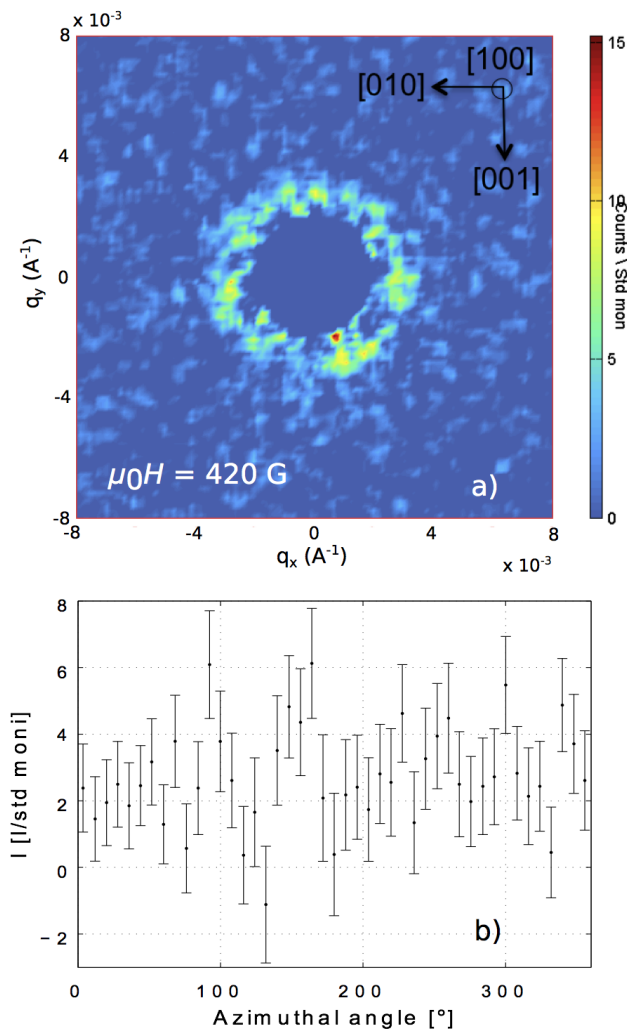 x 10⁻³
8
4
0
-4
-8
q_y (A⁻¹)
[100]
[010]
[001]
μ0H = 420 G
a)
-8
-4
0
4
8
q_x (A⁻¹)
x 10⁻³
15
10
5
0
Counts \ Std mon
8
6
4
2
0
−2
I [I/std moni]
b)
0
100
200
300
Azimuthal angle [°]